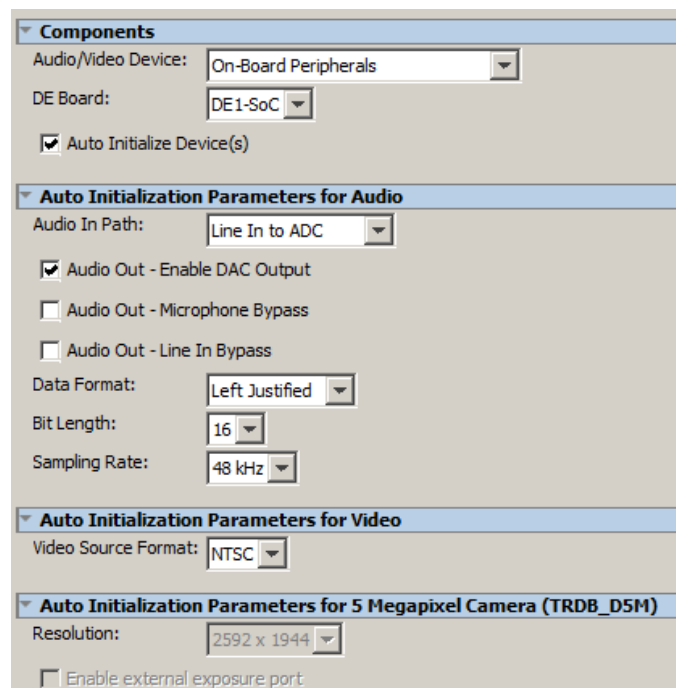 Components
Audio/Video Device: On-Board Peripherals
DE Board: DE1-SoC
Auto Initialize Device(s)
Auto Initialization Parameters for Audio
Audio In Path: Line In to ADC
Audio Out - Enable DAC Output
Audio Out - Microphone Bypass
Audio Out - Line In Bypass
Data Format: Left Justified
Bit Length: 16
Sampling Rate: 48 kHz
Auto Initialization Parameters for Video
Video Source Format: NTSC
Auto Initialization Parameters for 5 Megapixel Camera (TRDB_D5M)
Resolution: 2592 x 1944
Enable external exposure port